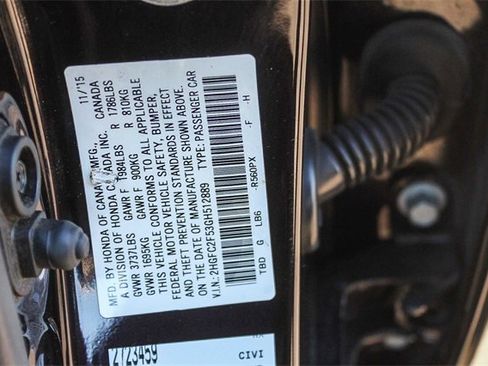 11/15
MFD. BY HONDA OF CANADA MFG.,
A DIVISION OF HONDA CANADA INC. CANADA
GVWR 3737LBS GAWR F 1984LBS R 1786LBS
GVWR 1695KG GAWR F 900KG R 810KG
THIS VEHICLE CONFORMS TO ALL APPLICABLE
FEDERAL MOTOR VEHICLE SAFETY, BUMPER,
AND THEFT PREVENTION STANDARDS IN EFFECT
ON THE DATE OF MANUFACTURE SHOWN ABOVE.
V.I.N.: 2HGFC2F53GH512889 TYPE: PASSENGER CAR
TBD G LB6 -R560PX -F -H
2723459
CIVI